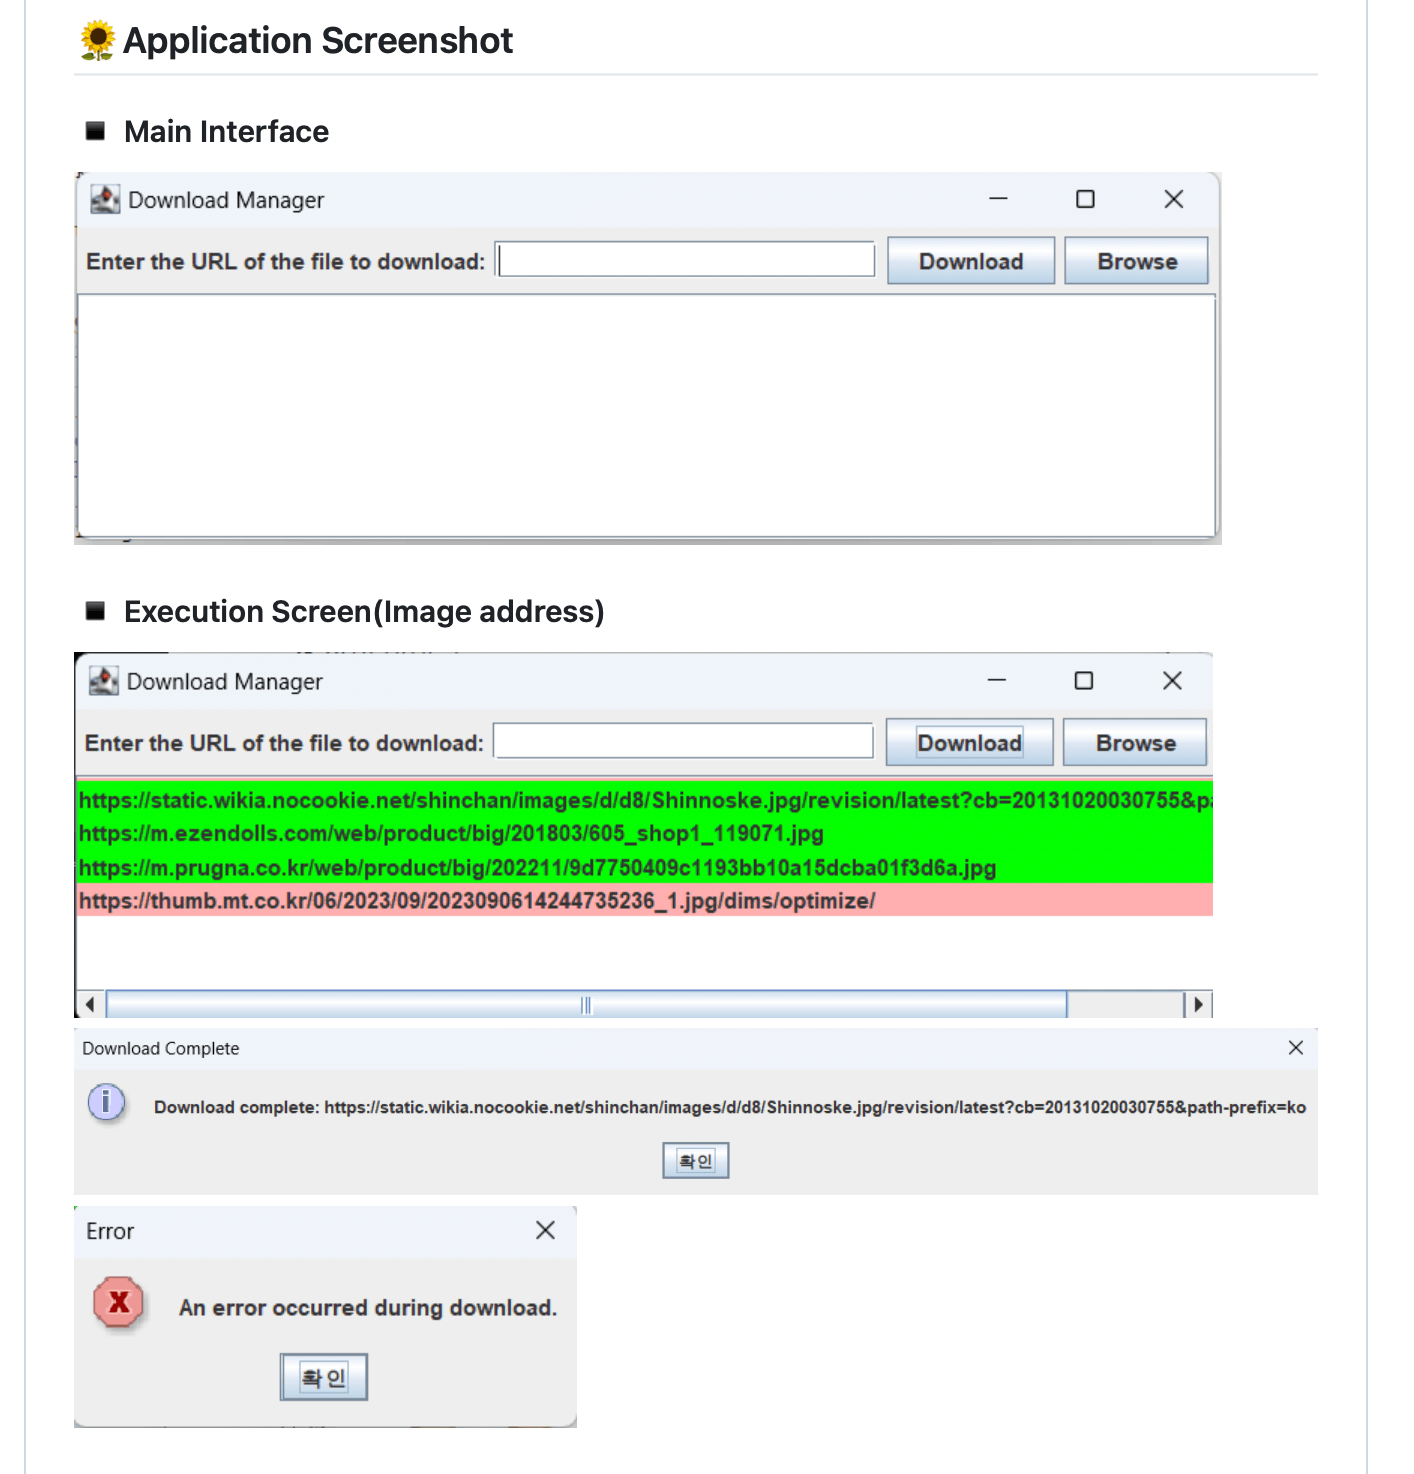 🌻 Application Screenshot
◾ Main Interface
Download Manager
Enter the URL of the file to download: Download Browse
◾ Execution Screen(Image address)
Download Manager
Enter the URL of the file to download: Download Browse
https://static.wikia.nocookie.net/shinchan/images/d/d8/Shinnoske.jpg/revision/latest?cb=20131020030755&pa
https://m.ezendolls.com/web/product/big/201803/605_shop1_119071.jpg
https://m.prugna.co.kr/web/product/big/202211/9d7750409c1193bb10a15dcba01f3d6a.jpg
https://thumb.mt.co.kr/06/2023/09/2023090614244735236_1.jpg/dims/optimize/
Download Complete
Download complete: https://static.wikia.nocookie.net/shinchan/images/d/d8/Shinnoske.jpg/revision/latest?cb=20131020030755&path-prefix=ko
확인
Error
An error occurred during download.
확인